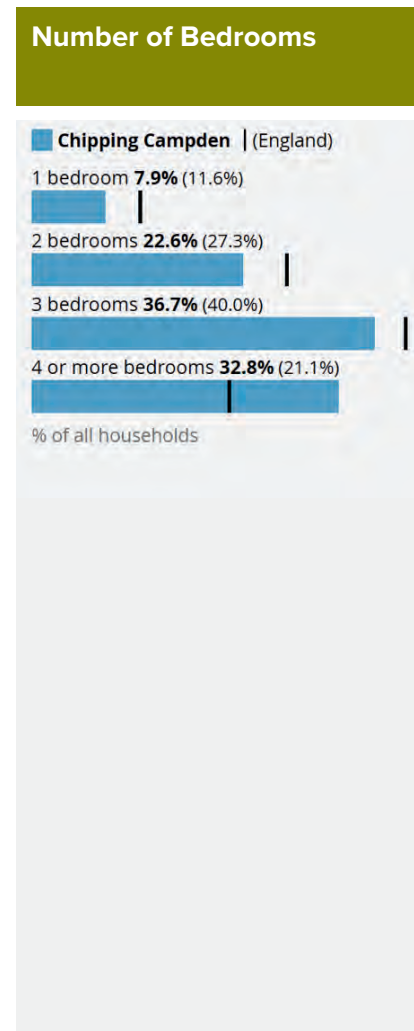 Number of Bedrooms
Chipping Campden (England)
1 bedroom 7.9% (11.6%)
2 bedrooms 22.6% (27.3%)
3 bedrooms 36.7% (40.0%)
4 or more bedrooms 32.8% (21.1%)
% of all households